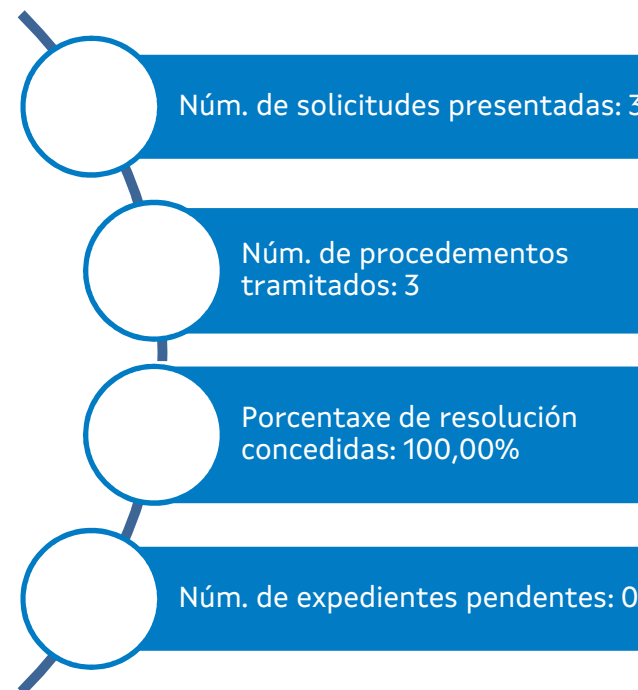 Núm. de solicitudes presentadas: 3
Núm. de procedementos
tramitados: 3
Porcentaxe de resolución
concedidas: 100,00%
Núm. de expedientes pendentes: 0